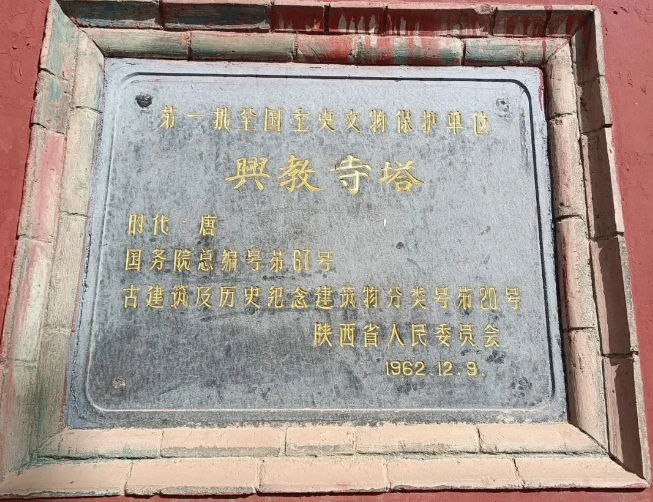 第一批全国重点文物保护单位
興教寺塔
时代·唐
国务院总编号第67号
古建筑及历史纪念建筑物分类号第20号
陕西省人民委员会
1962.12.9.